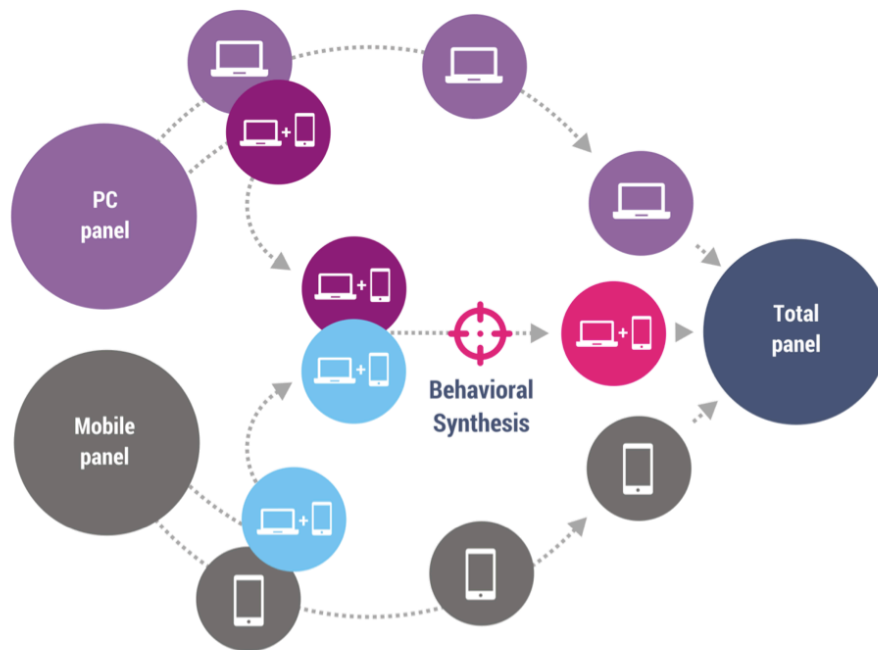 PC
panel
+
+
+
+
+
Total
panel
Behavioral
Synthesis
Mobile
panel